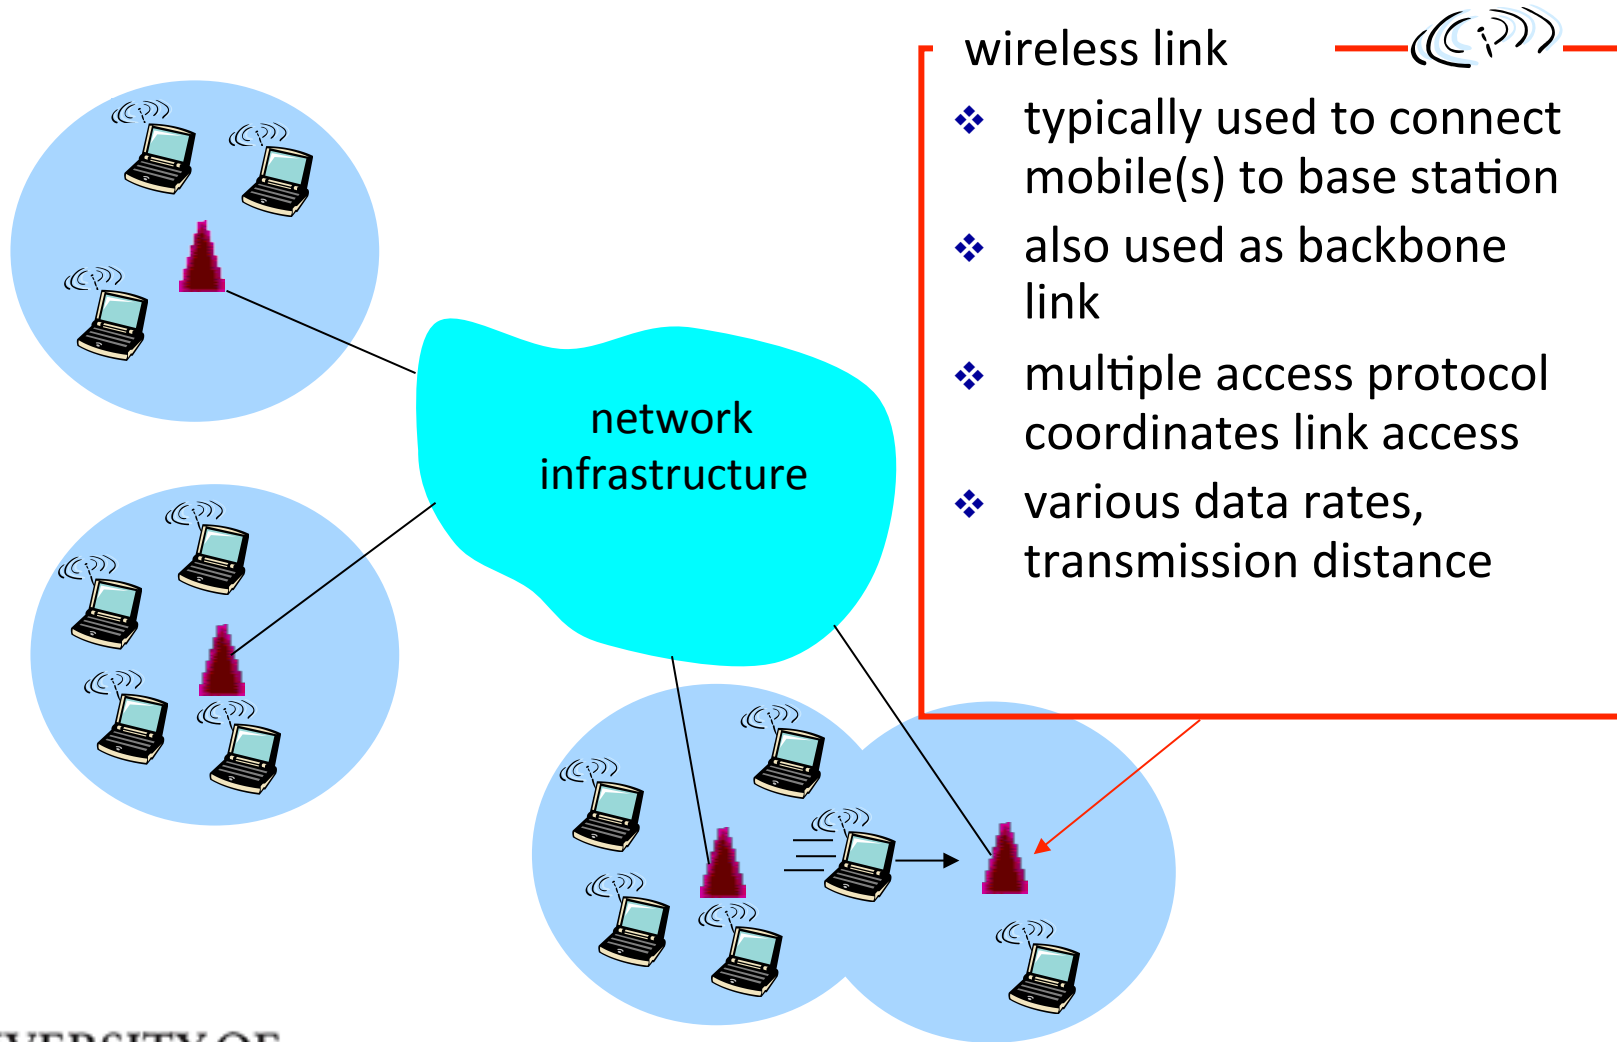 wireless link
❖ typically used to connect
mobile(s) to base station
❖ also used as backbone
link
❖ multiple access protocol
coordinates link access
❖ various data rates,
transmission distance
network
infrastructure